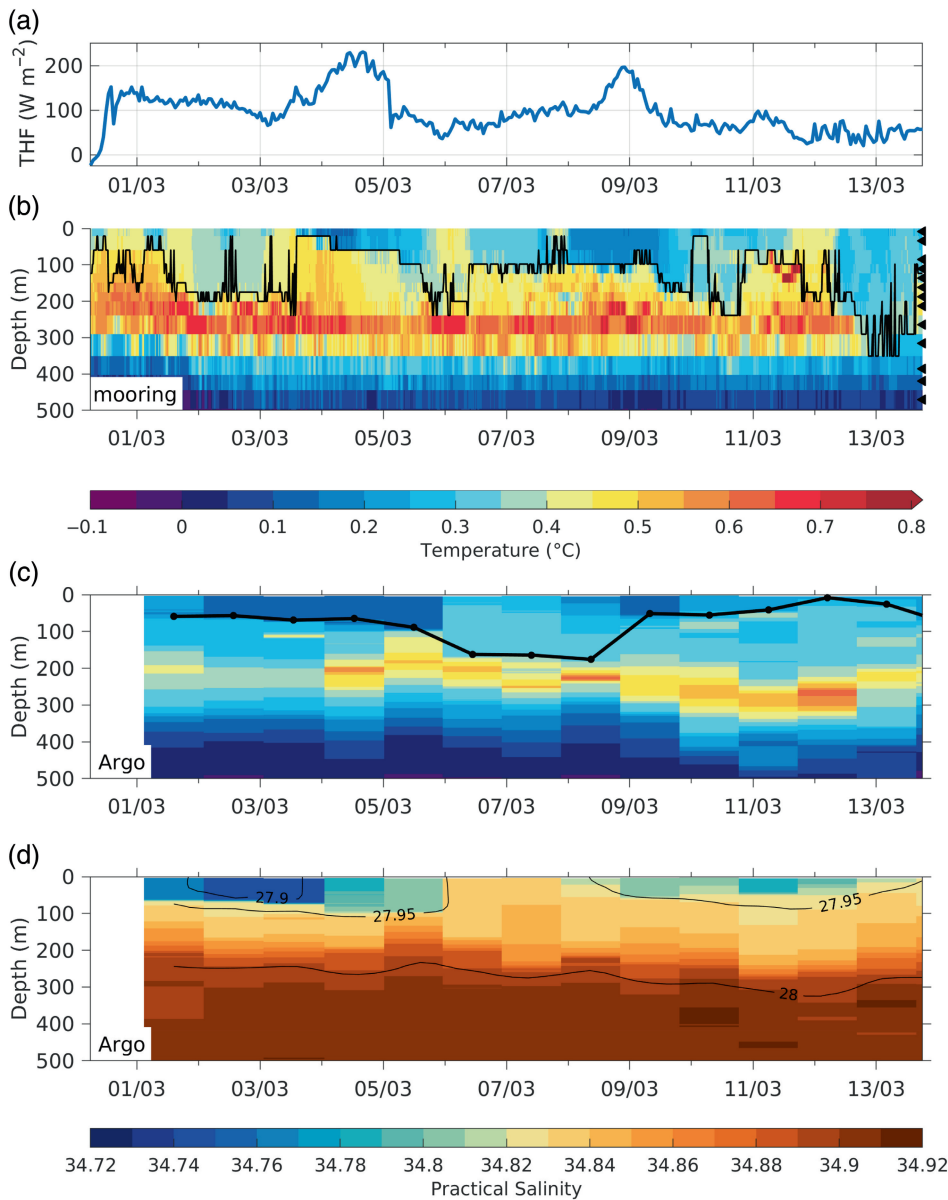 (a)
THF (W m−2)
200
100
0
01/03 03/03 05/03 07/03 09/03 11/03 13/03
(b)
Depth (m)
0
100
200
300
400
500
mooring
01/03 03/03 05/03 07/03 09/03 11/03 13/03
−0.1 0 0.1 0.2 0.3 0.4 0.5 0.6 0.7 0.8
Temperature (°C)
(c)
Depth (m)
0
100
200
300
400
500
Argo
01/03 03/03 05/03 07/03 09/03 11/03 13/03
(d)
Depth (m)
0
100
200
300
400
500
27.9
27.95
27.95
28
Argo
01/03 03/03 05/03 07/03 09/03 11/03 13/03
34.72 34.74 34.76 34.78 34.8 34.82 34.84 34.86 34.88 34.9 34.92
Practical Salinity